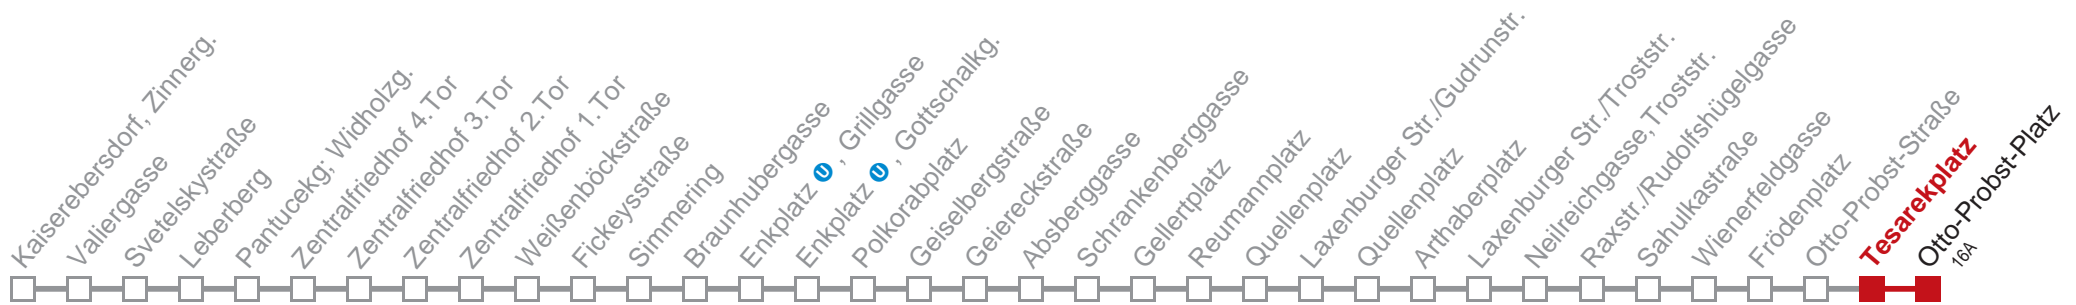 Kaiserebersdorf, Zinnerg.
Valiergasse
Svetelskystraße
Leberberg
Pantucekg; Widholzg.
Zentralfriedhof 4. Tor
Zentralfriedhof 3. Tor
Zentralfriedhof 2. Tor
Zentralfriedhof 1. Tor
Weißenböckstraße
Fickeysstraße
Simmering
Braunhubergasse
Enkplatz U , Grillgasse
Enkplatz U , Gottschalkg.
Polkorabplatz
Geiselbergstraße
Geiereckstraße
Absberggasse
Schrankenberggasse
Gellertplatz
Reumannplatz
Quellenplatz
Laxenburger Str./Gudrunstr.
Quellenplatz
Arthaberplatz
Laxenburger Str./Troststr.
Neilreichgasse, Troststr.
Raxstr./Rudolfshügelgasse
Sahulkastraße
Wienerfeldgasse
Frödenplatz
Otto-Probst-Straße
Tesarekplatz
Otto-Probst-Platz
16A